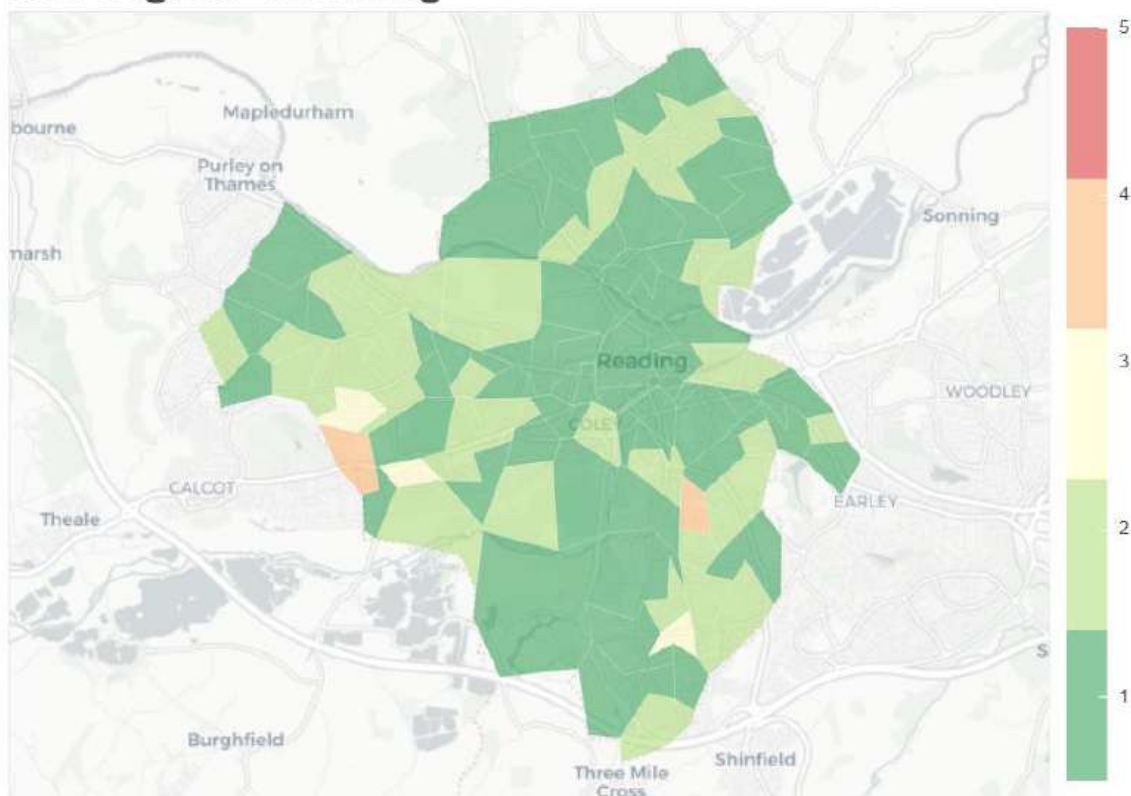 Mapledurham
bourne
Purley on
Thames
Sonning
marsh
Reading
WOODLEY
COLEY
CALCOT
EARLEY
Theale
Burghfield
Shinfield
Three Mile
Cross
S
5
4
3
2
1